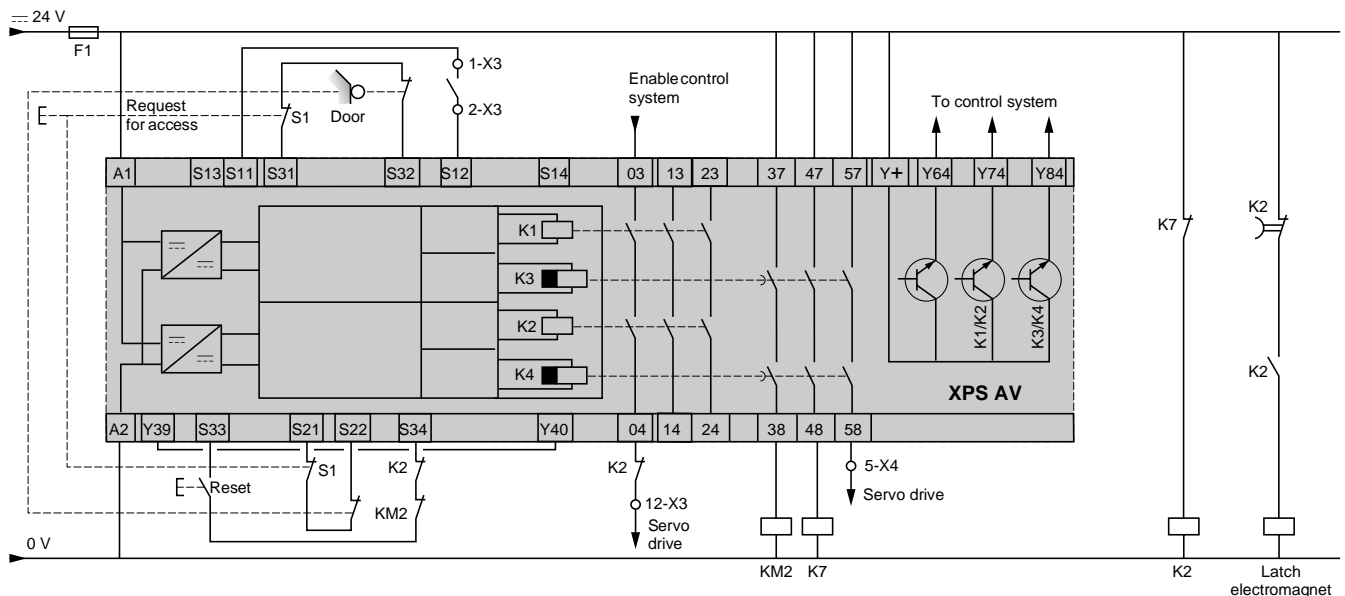 24 V
F1
1-X3
2-X3
Request
for access
S1
Door
Enable control
system
To control system
A1 S13 S11 S31 S32 S12 S14 03 13 23 37 47 57 Y+ Y64 Y74 Y84
K7
K2
K1
K3
K2
K4
K1/K2
K3/K4
K2
XPS AV
A2 Y39 S33 S21 S22 S34 Y40 04 14 24 38 48 58
S1
K2
K2
5-X4
Reset
Servo drive
KM2
12-X3
Servo
drive
0 V
KM2 K7 K2 Latch
electromagnet